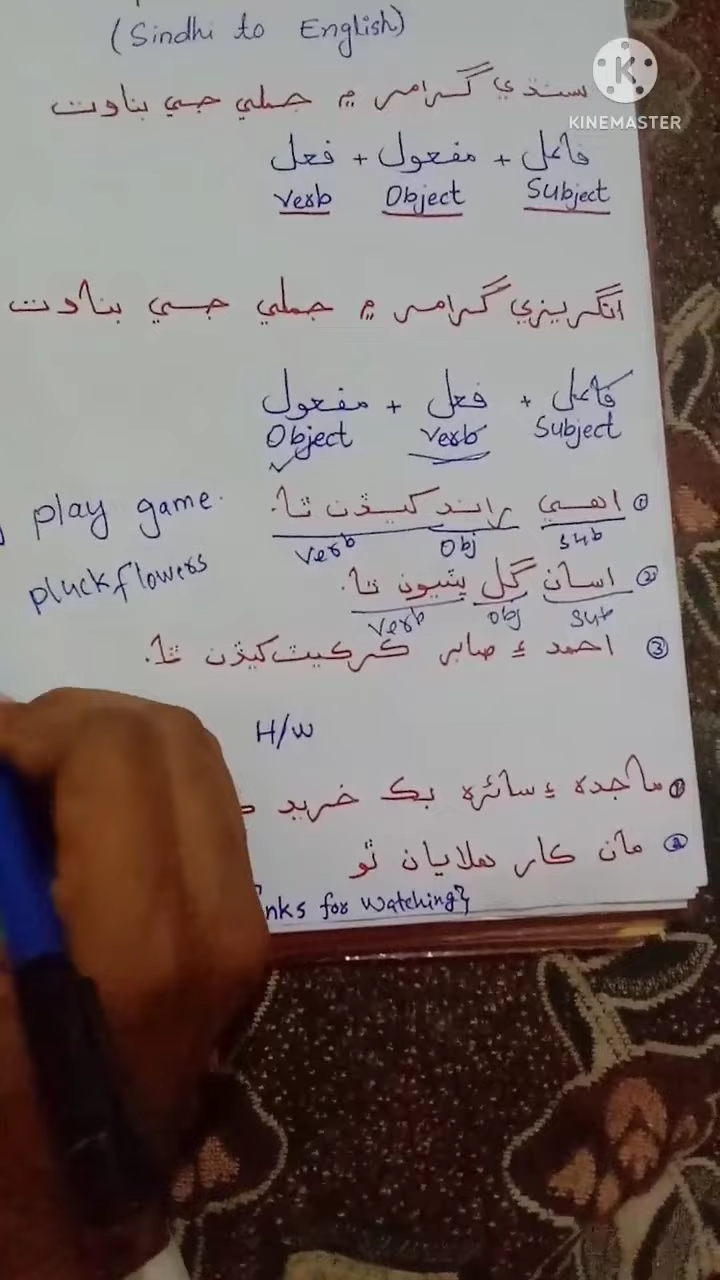 (Sindhi to English)
KINEMASTER
سنڌي گرامر ۾ جملي جي بناوت
فاعل + مفعول + فعل
Subject Object Verb
انگريزي گرامر ۾ جملي جي بناوت
فاعل + فعل + مفعول
Subject Verb Object
① اهي راند کيڏن ٿا.
sub obj verb
play game.
② اسان گل پٽيون ٿا.
sub obj verb
pluck flowers
③ احمد ۽ صابر ڪرڪيٽ کيڏن ٿا.
H/W
① ماجده ۽ سائره بڪ خريد
② مان ڪار هلايان ٿو
for watching}